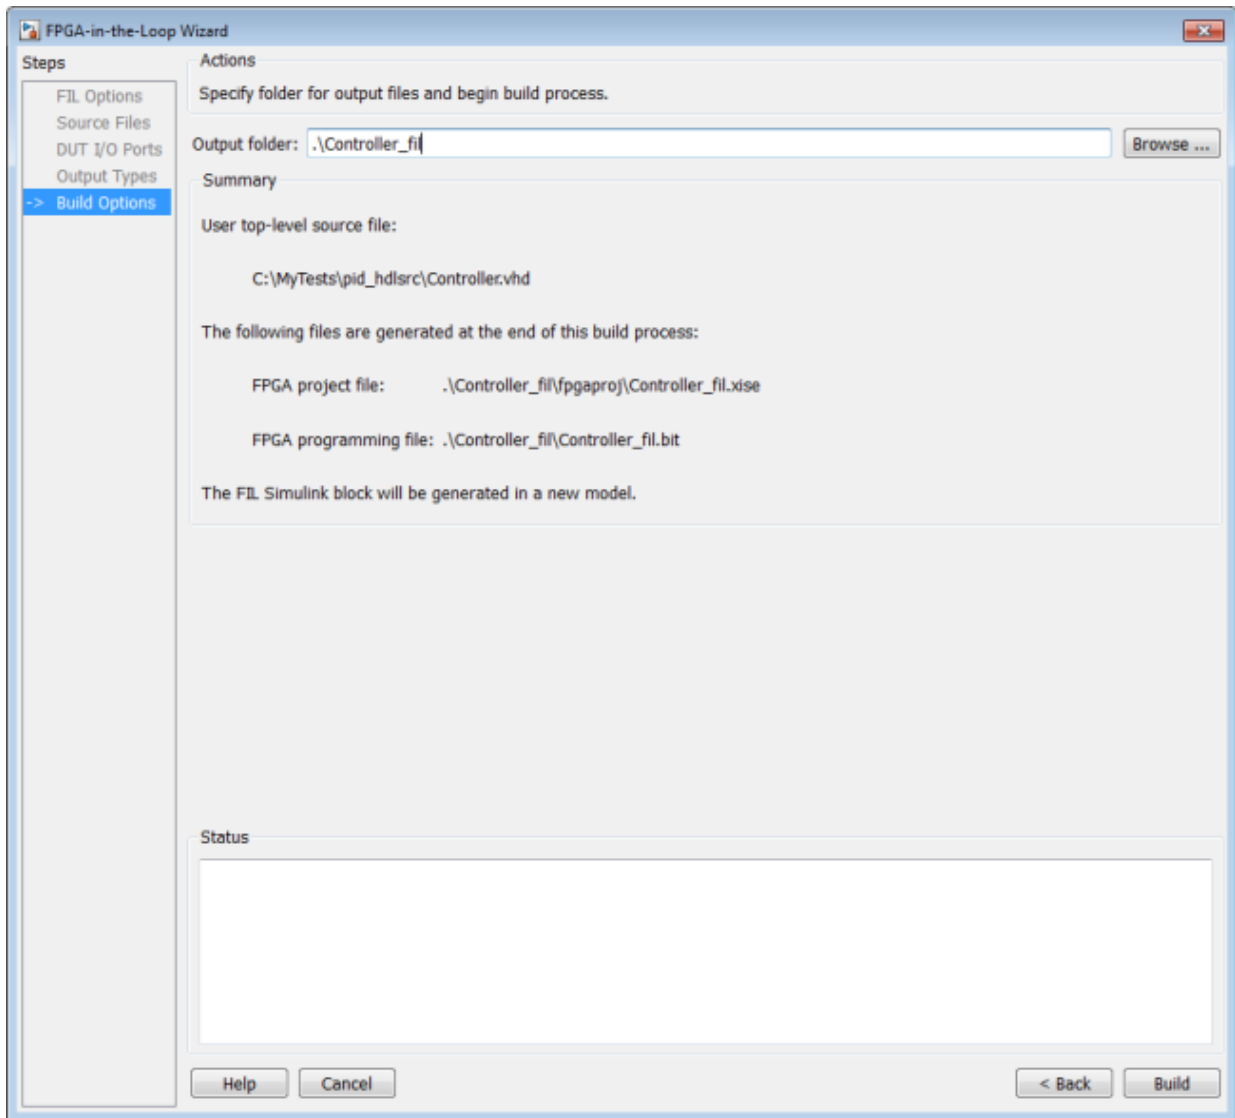 FPGA-in-the-Loop Wizard
Steps
FIL Options
Source Files
DUT I/O Ports
Output Types
-> Build Options
Actions
Specify folder for output files and begin build process.
Output folder: .\Controller_fil Browse ...
Summary
User top-level source file:
C:\MyTests\pid_hdlsrc\Controller.vhd
The following files are generated at the end of this build process:
FPGA project file: .\Controller_fil\fpgaproj\Controller_fil.xise
FPGA programming file: .\Controller_fil\Controller_fil.bit
The FIL Simulink block will be generated in a new model.
Status
Help Cancel < Back Build